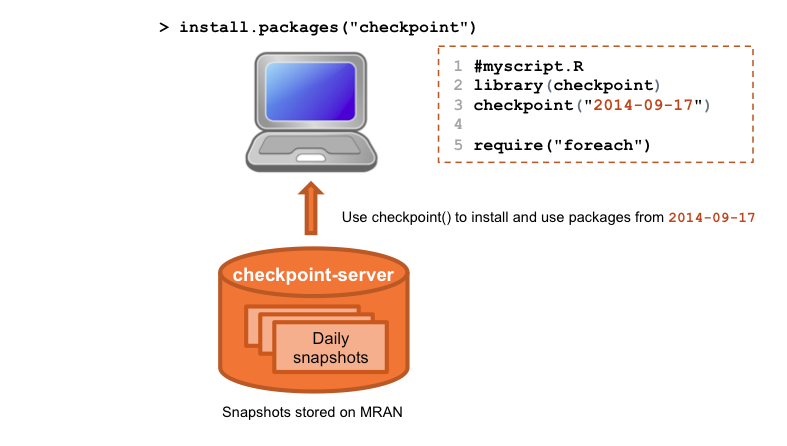 > install.packages("checkpoint")
1 #myscript.R
2 library(checkpoint)
3 checkpoint("2014-09-17")
4
5 require("foreach")
Use checkpoint() to install and use packages from 2014-09-17
checkpoint-server
Daily
snapshots
Snapshots stored on MRAN